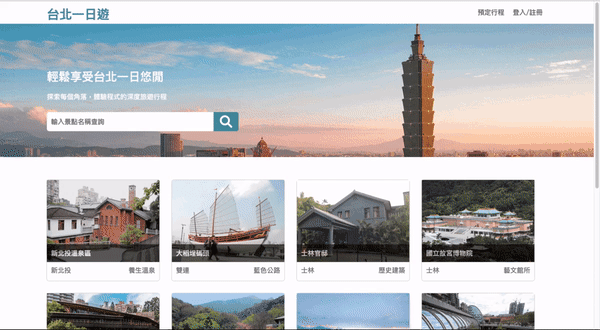 台北一日遊
預定行程 登入/註冊
輕鬆享受台北一日悠閒
探索每個角落，體驗程式的深度旅遊行程
輸入景點名稱查詢
新北投溫泉區 大稻埕碼頭 士林官邸 國立故宮博物院
新北投 養生溫泉 雙連 藍色公路 士林 歷史建築 士林 藝文館所